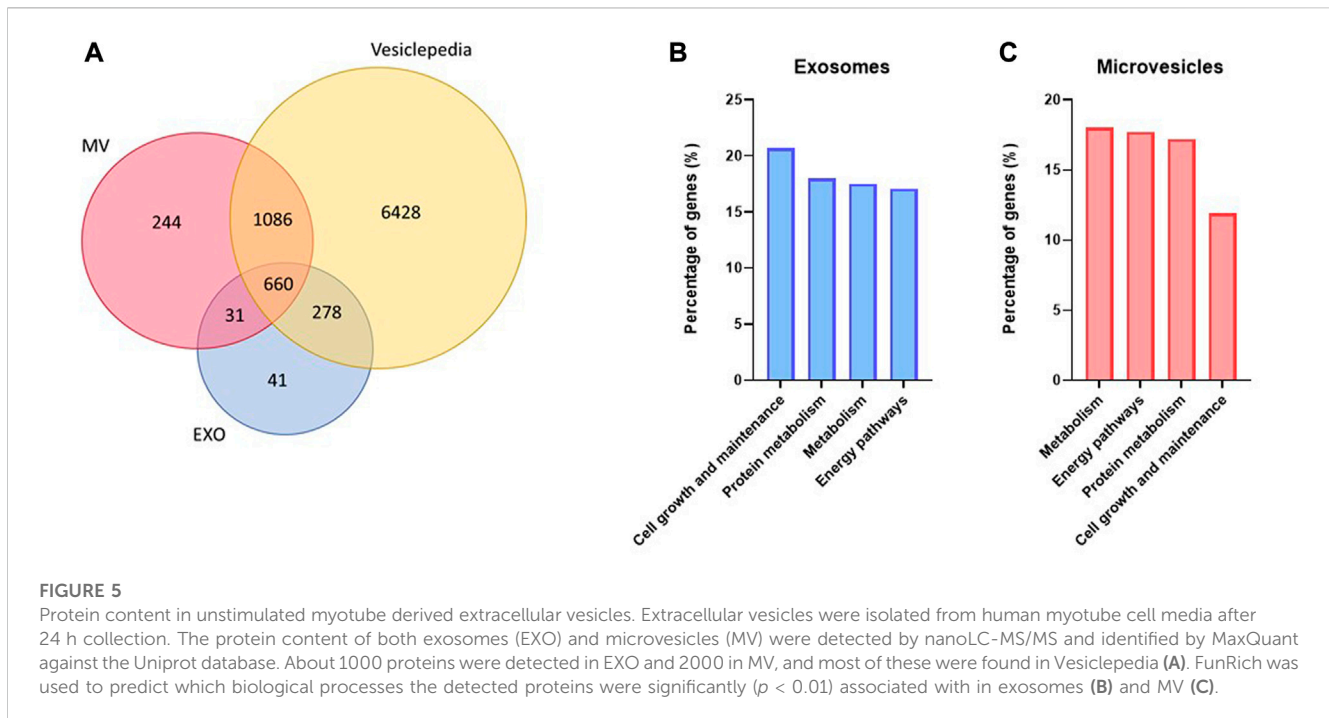 A
Vesiclepedia
MV
244
1086
6428
660
31
278
41
EXO
B
Exosomes
Percentage of genes (%)
25
20
15
10
5
0
Cell growth and maintenance
Protein metabolism
Metabolism
Energy pathways
C
Microvesicles
Percentage of genes (%)
20
15
10
5
0
Metabolism
Energy pathways
Protein metabolism
Cell growth and maintenance
FIGURE 5
Protein content in unstimulated myotube derived extracellular vesicles. Extracellular vesicles were isolated from human myotube cell media after
24 h collection. The protein content of both exosomes (EXO) and microvesicles (MV) were detected by nanoLC-MS/MS and identified by MaxQuant
against the Uniprot database. About 1000 proteins were detected in EXO and 2000 in MV, and most of these were found in Vesiclepedia (A). FunRich was
used to predict which biological processes the detected proteins were significantly (p < 0.01) associated with in exosomes (B) and MV (C).